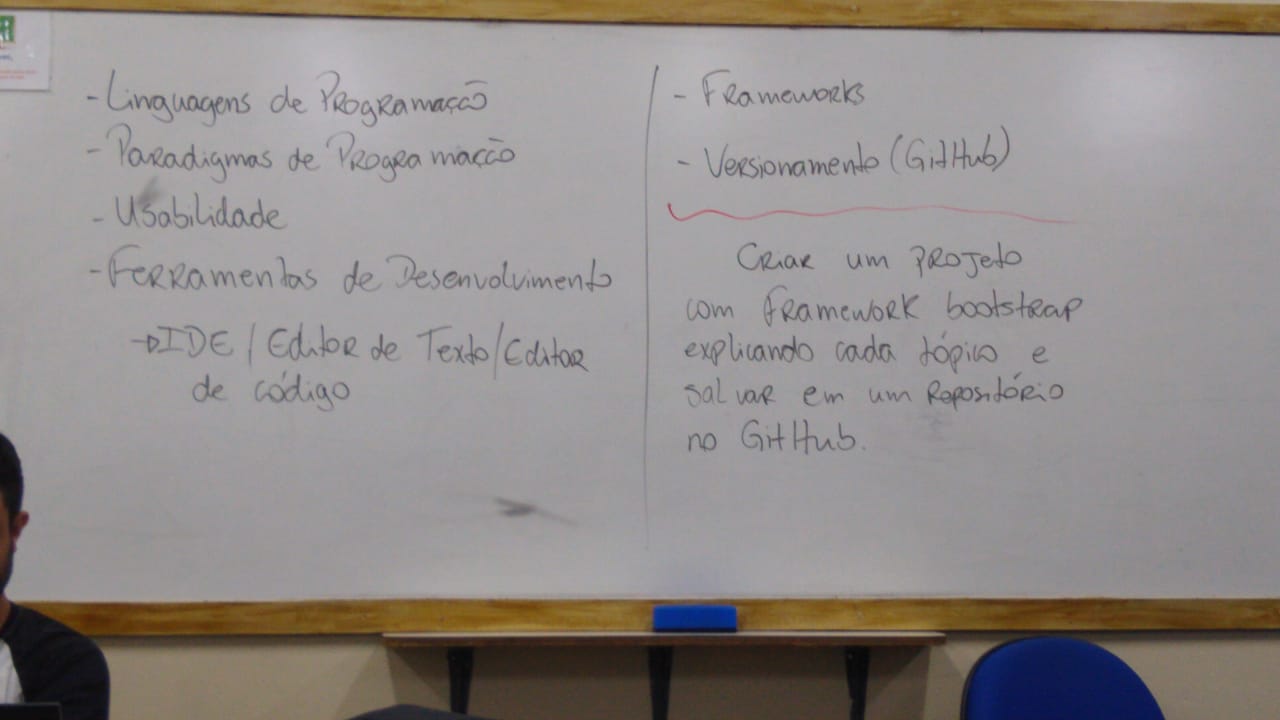 - Linguagens de Programação
- Paradigmas de Programação
- Usabilidade
- Ferramentas de Desenvolvimento
→IDE / Editor de Texto/Editor
de código
- Frameworks
- Versionamento (GitHub)
Criar um projeto
com framework bootstrap
explicando cada tópico e
salvar em um Repositório
no GitHub.